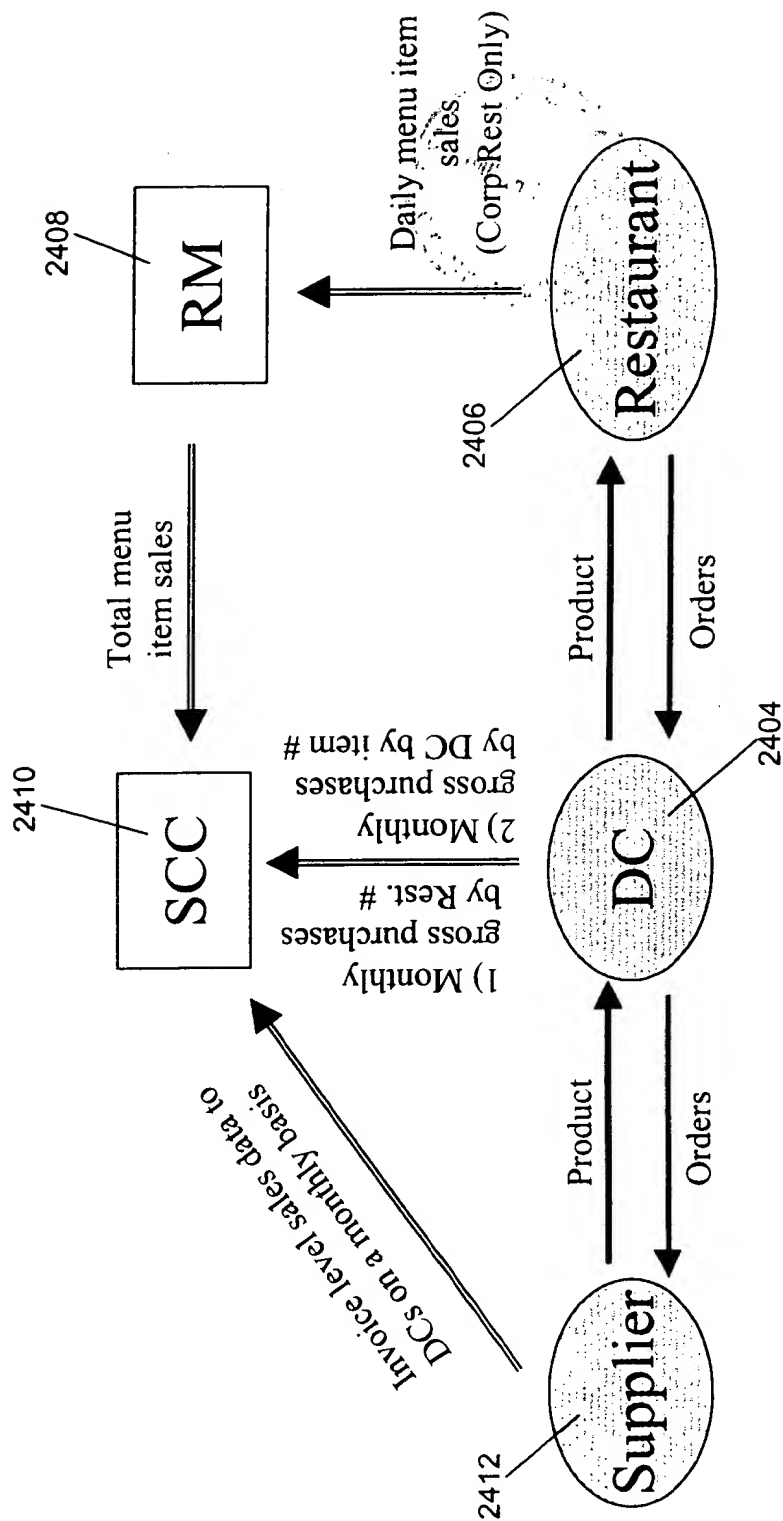 2410
SCC
2408
RM
Total menu
item sales
Invoice level sales data to
DCs on a monthly basis
1) Monthly
gross purchases
by Rest. #
2) Monthly
gross purchases
by DC by item #
Daily menu item
sales
(Corp Rest Only)
2412
Supplier
Product
Orders
DC
2404
Product
Orders
2406
Restaurant